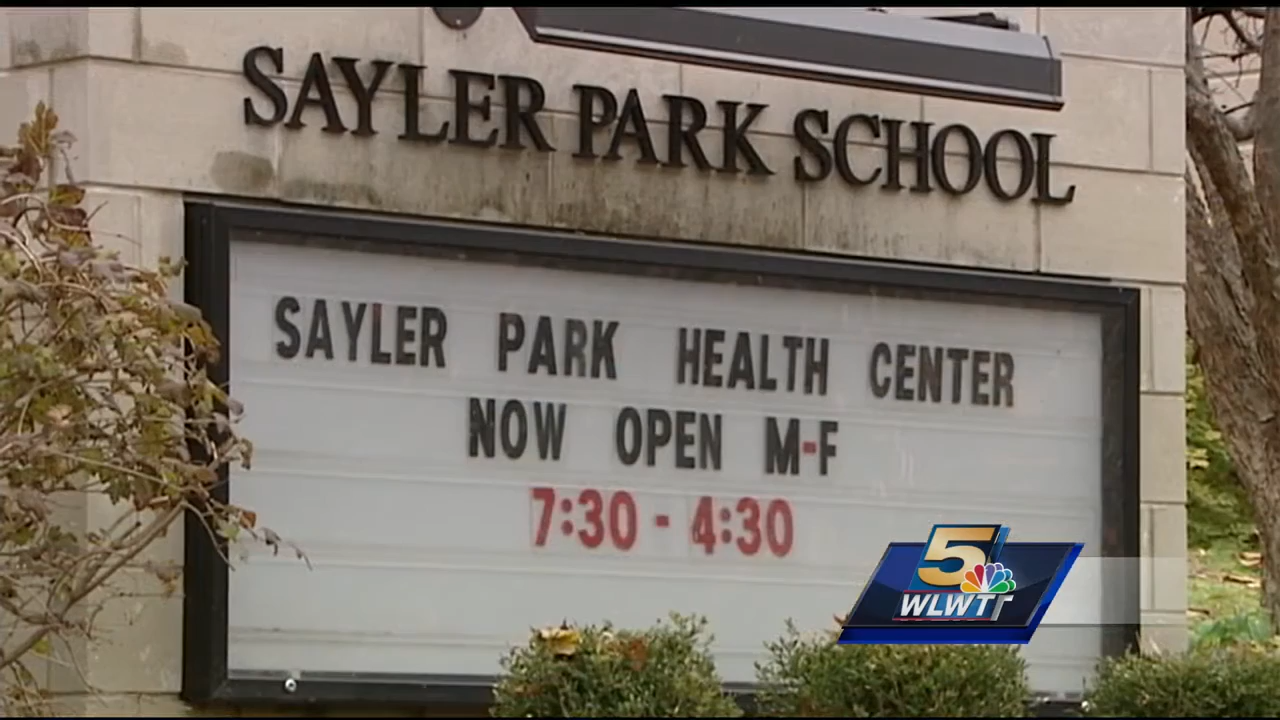 SAYLER PARK SCHOOL
SAYLER PARK HEALTH CENTER
NOW OPEN M-F
7:30 - 4:30
5
WLWT